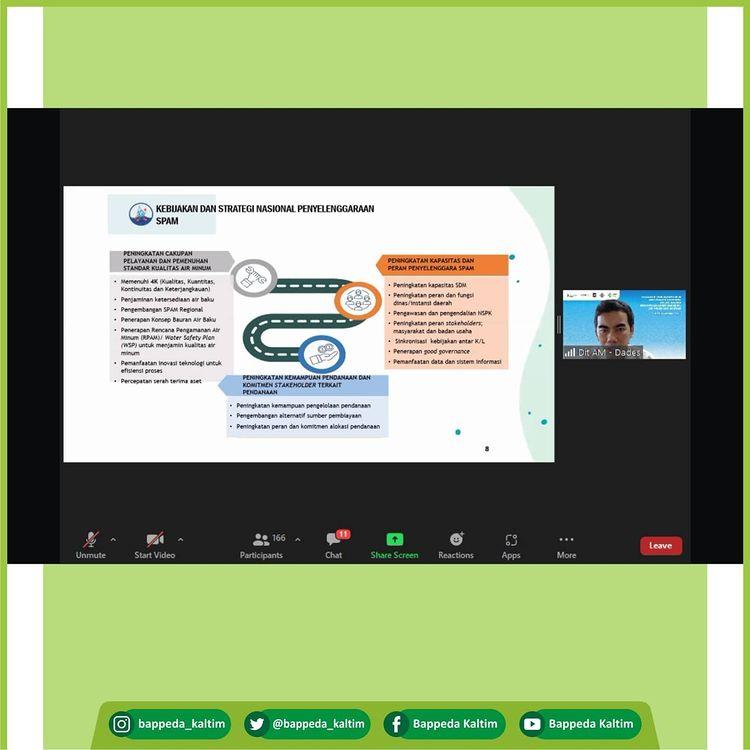 KEBIJAKAN DAN STRATEGI NASIONAL PENYELENGGARAAN
SPAM
PENINGKATAN CAKUPAN
PELAYANAN DAN PEMENUHAN
STANDAR KUALITAS AIR MINUM
• Memenuhi 4K (Kualitas, Kuantitas,
Kontinuitas dan Keterjangkauan)
• Penjaminan ketersediaan air baku
• Pengembangan SPAM Regional
• Penerapan Konsep Bauran Air Baku
• Penerapan Rencana Pengamanan Air
Minum (RPAM)/ Water Safety Plan
(WSP) untuk menjamin kualitas air
minum
• Pemanfaatan inovasi teknologi untuk
efisiensi proses
• Percepatan serah terima aset
PENINGKATAN KAPASITAS DAN
PERAN PENYELENGGARA SPAM
• Peningkatan kapasitas SDM
• Peningkatan peran dan fungsi
dinas/instansi daerah
• Pengawasan dan pengendalian NSPK
• Peningkatan peran stakeholders;
masyarakat dan badan usaha
• Sinkronisasi kebijakan antar K/L
• Penerapan good governance
• Pemanfaatan data dan sistem informasi
PENINGKATAN KEMAMPUAN PENDANAAN DAN
KOMITMEN STAKEHOLDER TERKAIT
PENDANAAN
• Peningkatan kemampuan pengelolaan pendanaan
• Pengembangan alternatif sumber pembiayaan
• Peningkatan peran dan komitmen alokasi pendanaan
8
Dit AM - Dades
Unmute
Start Video
166
Participants
11
Chat
Share Screen
Reactions
Apps
More
Leave
bappeda_kaltim
@bappeda_kaltim
Bappeda Kaltim
Bappeda Kaltim